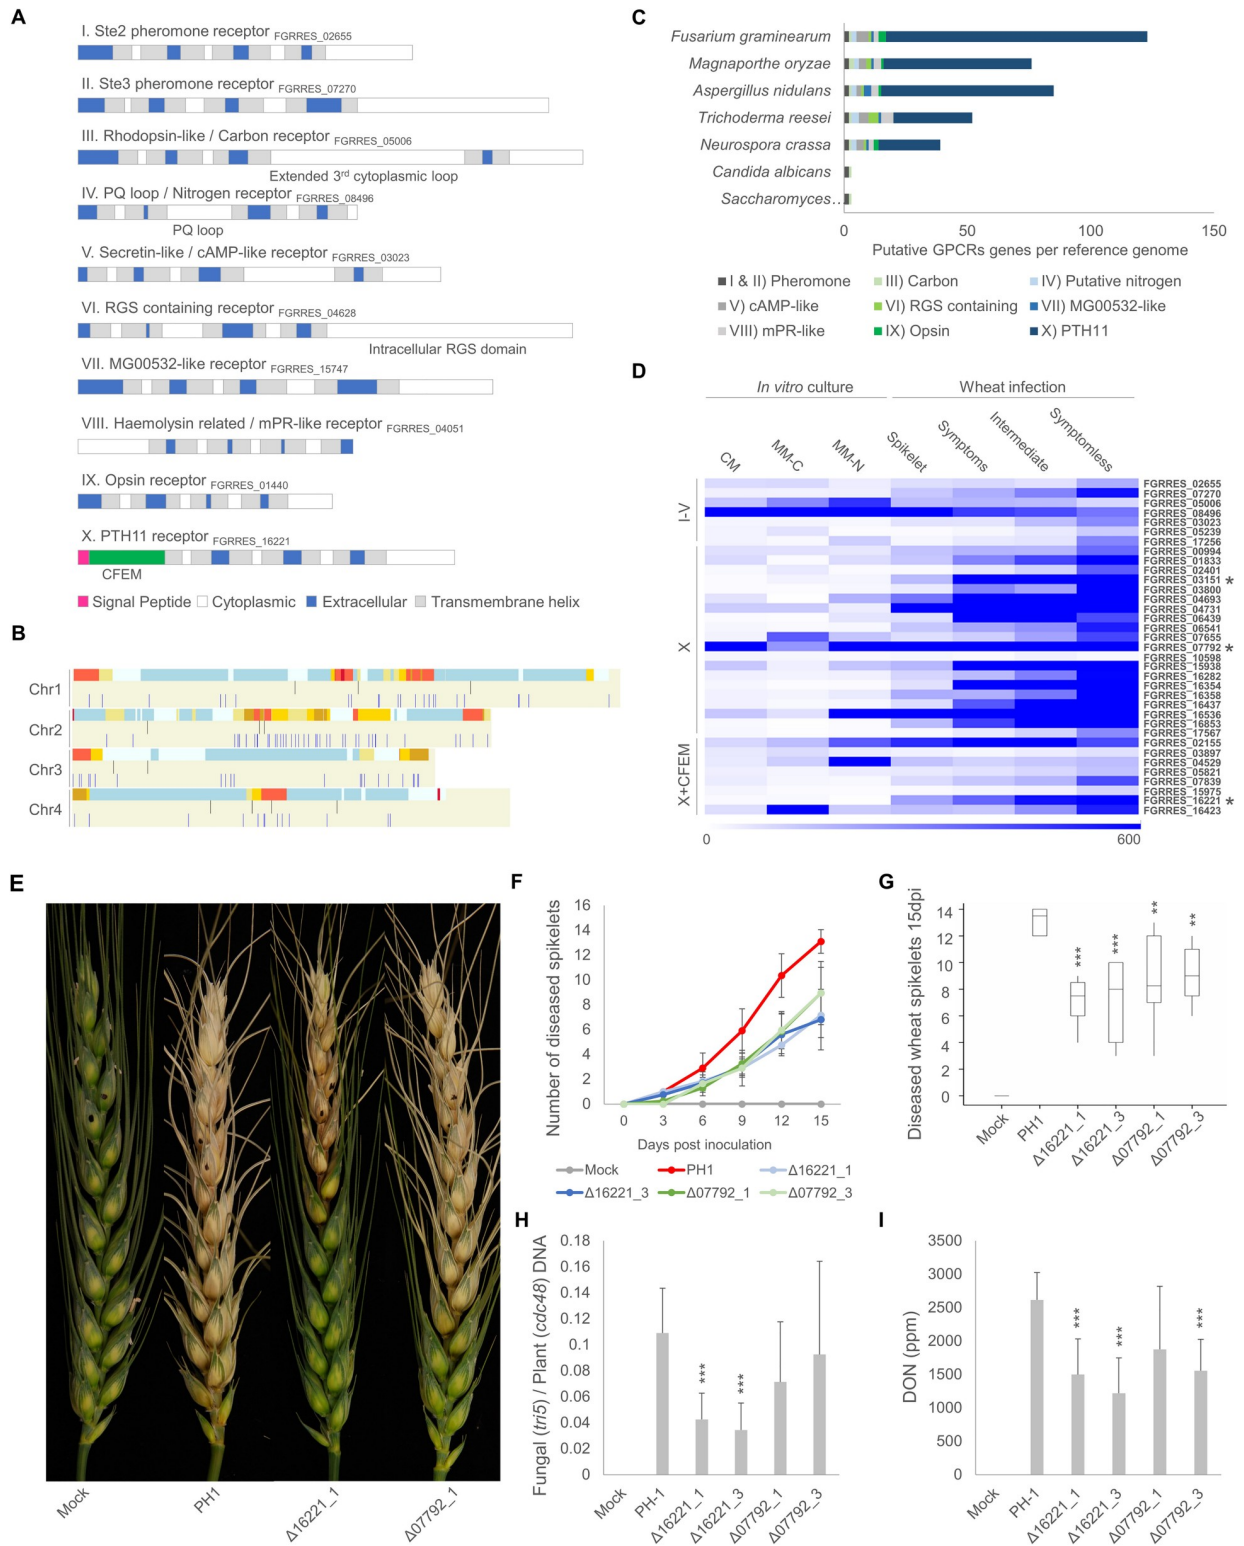 A
I. Ste2 pheromone receptor FGRRES_02655
II. Ste3 pheromone receptor FGRRES_07270
III. Rhodopsin-like / Carbon receptor FGRRES_05006
Extended 3rd cytoplasmic loop
IV. PQ loop / Nitrogen receptor FGRRES_08496
PQ loop
V. Secretin-like / cAMP-like receptor FGRRES_03023
VI. RGS containing receptor FGRRES_04628
Intracellular RGS domain
VII. MG00532-like receptor FGRRES_15747
VIII. Haemolysin related / mPR-like receptor FGRRES_04051
IX. Opsin receptor FGRRES_01440
X. PTH11 receptor FGRRES_16221
CFEM
Signal Peptide Cytoplasmic Extracellular Transmembrane helix
B
Chr1
Chr2
Chr3
Chr4
C
Fusarium graminearum
Magnaporthe oryzae
Aspergillus nidulans
Trichoderma reesei
Neurospora crassa
Candida albicans
Saccharomyces…
0 50 100 150
Putative GPCRs genes per reference genome
I & II) Pheromone III) Carbon IV) Putative nitrogen
V) cAMP-like VI) RGS containing VII) MG00532-like
VIII) mPR-like IX) Opsin X) PTH11
D
In vitro culture Wheat infection
CM MM-C MM-N Spikelet Symptoms Intermediate Symptomless
I-V
X
X+CFEM
FGRRES_02655
FGRRES_07270
FGRRES_05006
FGRRES_08496
FGRRES_03023
FGRRES_05239
FGRRES_17256
FGRRES_00994
FGRRES_01833
FGRRES_02401
FGRRES_03151 *
FGRRES_03800
FGRRES_04693
FGRRES_04731
FGRRES_06439
FGRRES_06541
FGRRES_07655
FGRRES_07792 *
FGRRES_10598
FGRRES_15938
FGRRES_16282
FGRRES_16354
FGRRES_16358
FGRRES_16437
FGRRES_16536
FGRRES_16853
FGRRES_17567
FGRRES_02155
FGRRES_03897
FGRRES_04529
FGRRES_05821
FGRRES_07839
FGRRES_15975
FGRRES_16221 *
FGRRES_16423
0 600
E
Mock PH1 Δ16221_1 Δ07792_1
F
Number of diseased spikelets
16
14
12
10
8
6
4
2
0
0 3 6 9 12 15
Days post inoculation
Mock PH1 Δ16221_1
Δ16221_3 Δ07792_1 Δ07792_3
G
Diseased wheat spikelets 15dpi
14
12
10
8
6
4
2
0
*** *** ** **
Mock PH1 Δ16221_1 Δ16221_3 Δ07792_1 Δ07792_3
H
Fungal (tri5) / Plant (cdc48) DNA
0.18
0.16
0.14
0.12
0.1
0.08
0.06
0.04
0.02
0
*** ***
Mock PH-1 Δ16221_1 Δ16221_3 Δ07792_1 Δ07792_3
I
DON (ppm)
3500
3000
2500
2000
1500
1000
500
0
*** *** ***
Mock PH-1 Δ16221_1 Δ16221_3 Δ07792_1 Δ07792_3